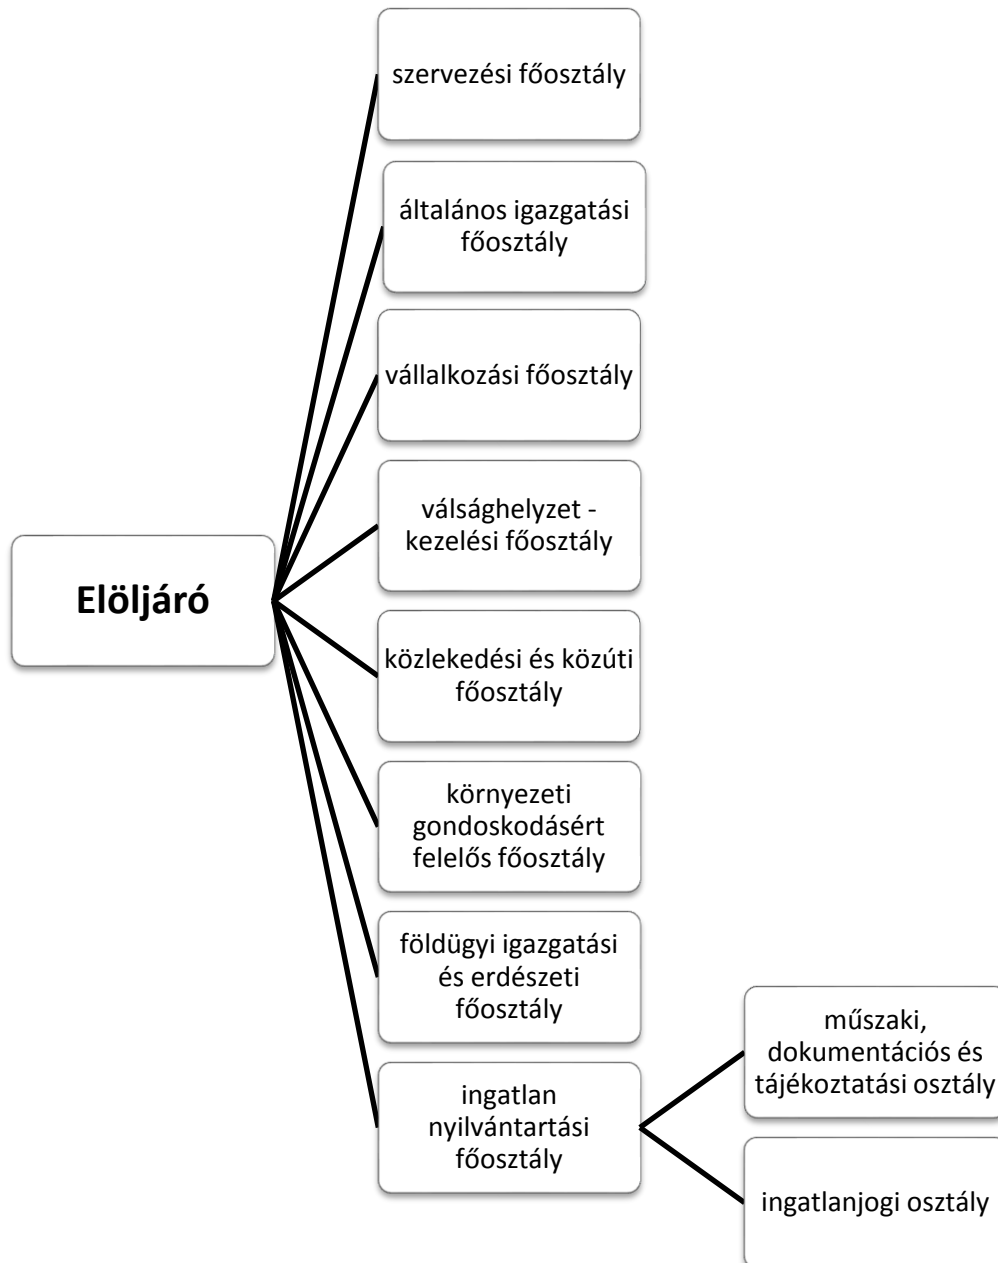 szervezési főosztály
általános igazgatási
főosztály
vállalkozási főosztály
válsághelyzet -
kezelési főosztály
Elöljáró
közlekedési és közúti
főosztály
környezeti
gondoskodásért
felelős főosztály
földügyi igazgatási
és erdészeti
főosztály
műszaki,
dokumentációs és
tájékoztatási osztály
ingatlan
nyilvántartási
főosztály
ingatlanjogi osztály